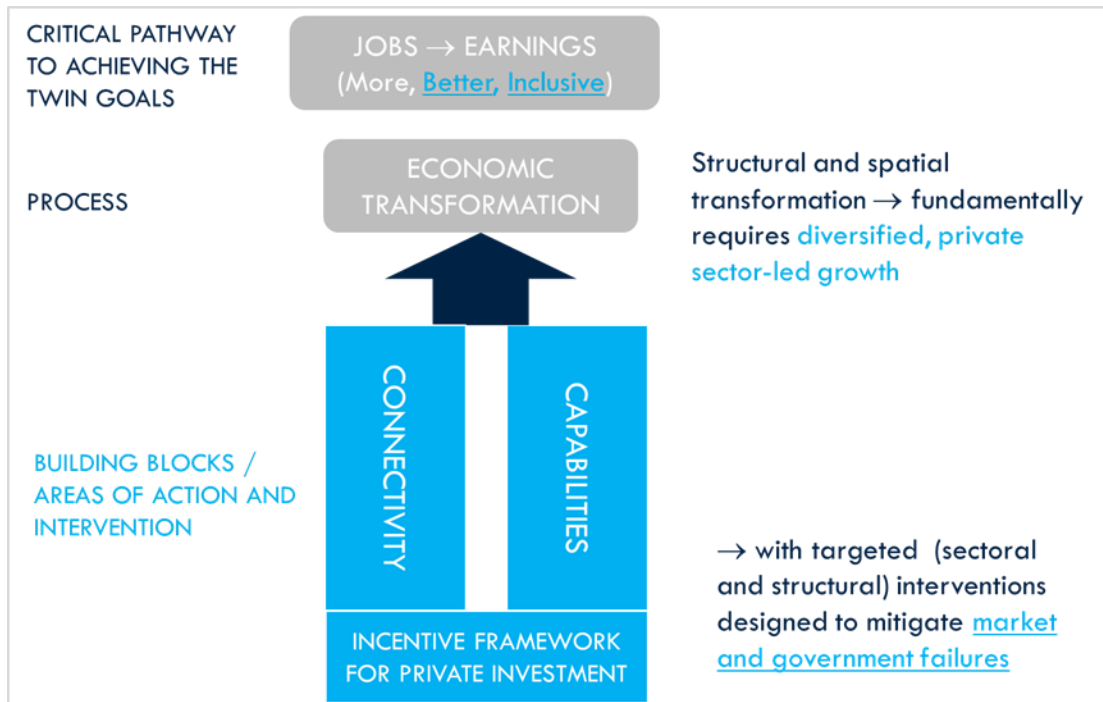 CRITICAL PATHWAY
TO ACHIEVING THE
TWIN GOALS
JOBS → EARNINGS
(More, Better, Inclusive)
PROCESS
ECONOMIC
TRANSFORMATION
Structural and spatial
transformation → fundamentally
requires diversified, private
sector-led growth
BUILDING BLOCKS /
AREAS OF ACTION AND
INTERVENTION
CONNECTIVITY
CAPABILITIES
INCENTIVE FRAMEWORK
FOR PRIVATE INVESTMENT
→ with targeted (sectoral
and structural) interventions
designed to mitigate market
and government failures